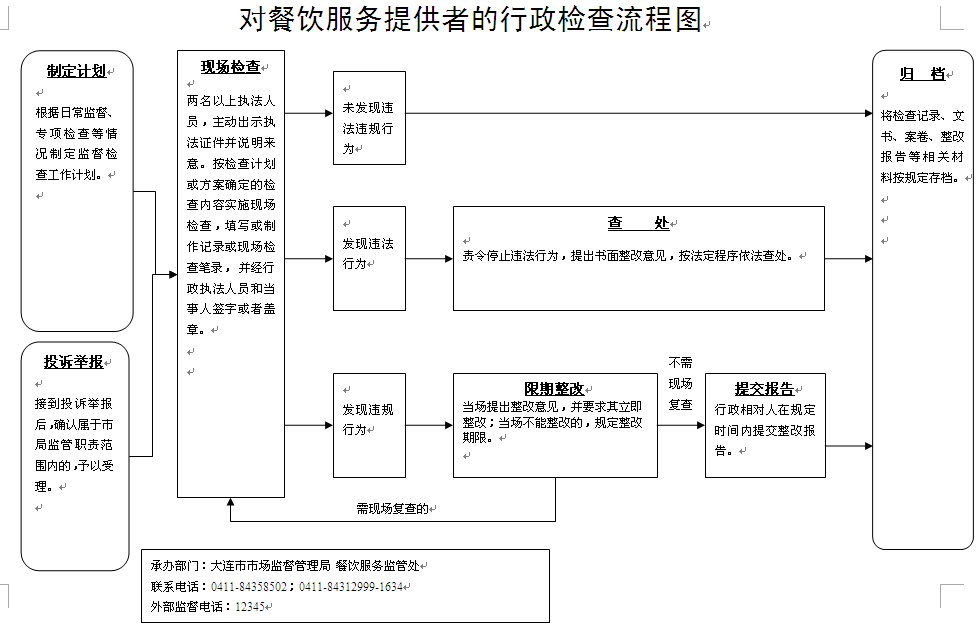 对餐饮服务提供者的行政检查流程图
制定计划
根据日常监督、
专项检查等情
况制定监督检
查工作计划。
投诉举报
接到投诉举报
后,确认属于市
局监管职责范
围内的,予以受
理。
现场检查
两名以上执法人
员，主动出示执
法证件并说明来
意。按检查计划
或方案确定的检
查内容实施现场
检查，填写或制
作记录或现场检
查笔录，并经行
政执法人员和当
事人签字或者盖
章。
未发现违
法违规行
为
发现违法
行为
查 处
责令停止违法行为，提出书面整改意见，按法定程序依法查处。
发现违规
行为
限期整改
当场提出整改意见，并要求其立即
整改；当场不能整改的，规定整改
期限。
不需
现场
复查
提交报告
行政相对人在规定
时间内提交整改报
告。
需现场复查的
归 档
将检查记录、文
书、案卷、整改
报告等相关材
料按规定存档。
承办部门：大连市市场监督管理局 餐饮服务监管处
联系电话：0411-84358502；0411-84312999-1634
外部监督电话：12345